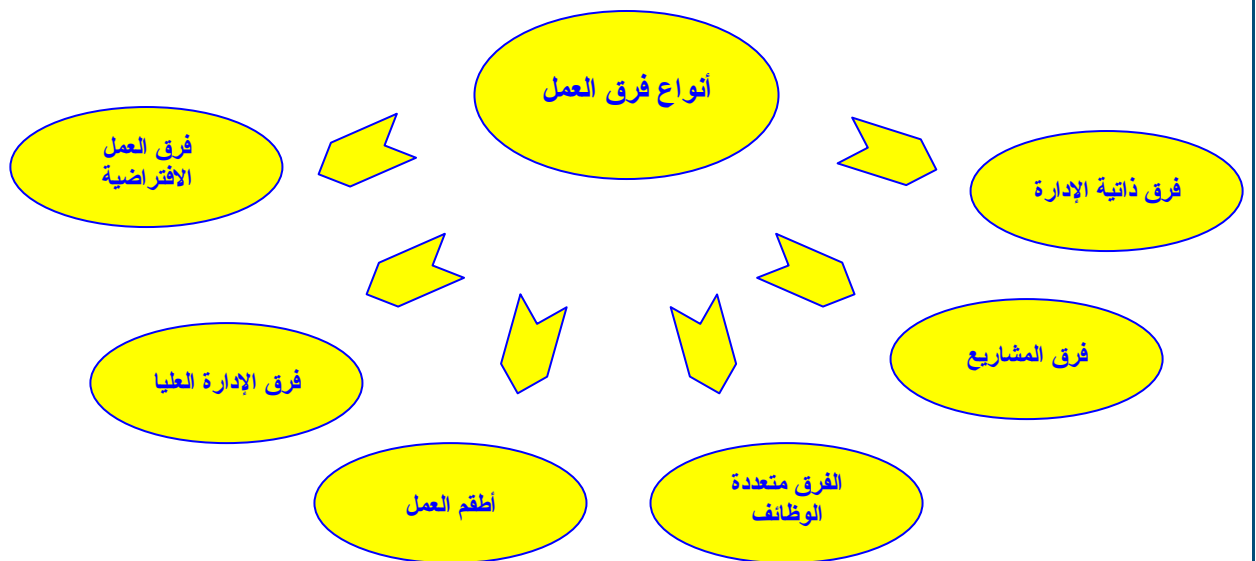 أنواع فرق العمل
فرق ذاتية الإدارة
فرق المشاريع
الفرق متعددة
الوظائف
أطقم العمل
فرق الإدارة العليا
فرق العمل
الافتراضية